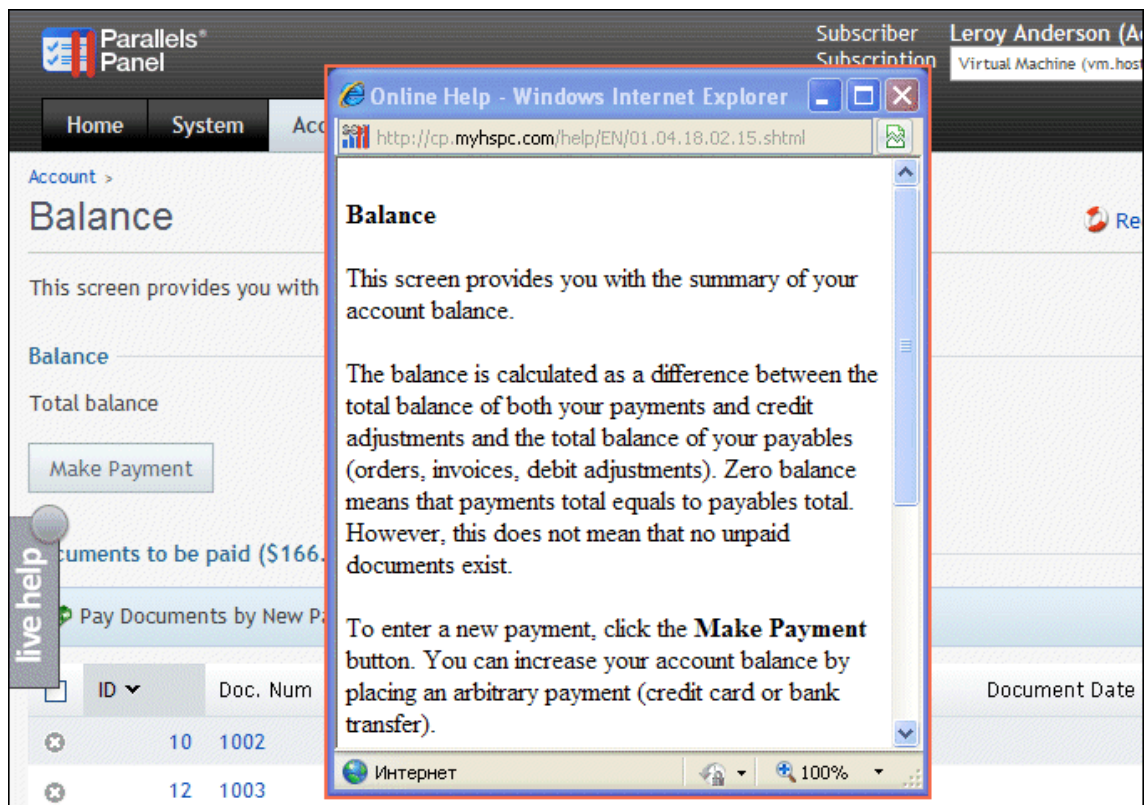 Parallels®
Panel
Subscriber Leroy Anderson (A
Subscription Virtual Machine (vm.host
Home System Acc
Account >
Balance
Re
This screen provides you with
Balance
Total balance
Make Payment
live help
cuments to be paid ($166.
Pay Documents by New Pa
ID Doc. Num Document Date
10 1002
12 1003
Online Help - Windows Internet Explorer
http://cp.myhspc.com/help/EN/01.04.18.02.15.shtml
Balance
This screen provides you with the summary of your
account balance.
The balance is calculated as a difference between the
total balance of both your payments and credit
adjustments and the total balance of your payables
(orders, invoices, debit adjustments). Zero balance
means that payments total equals to payables total.
However, this does not mean that no unpaid
documents exist.
To enter a new payment, click the Make Payment
button. You can increase your account balance by
placing an arbitrary payment (credit card or bank
transfer).
Интернет 100%